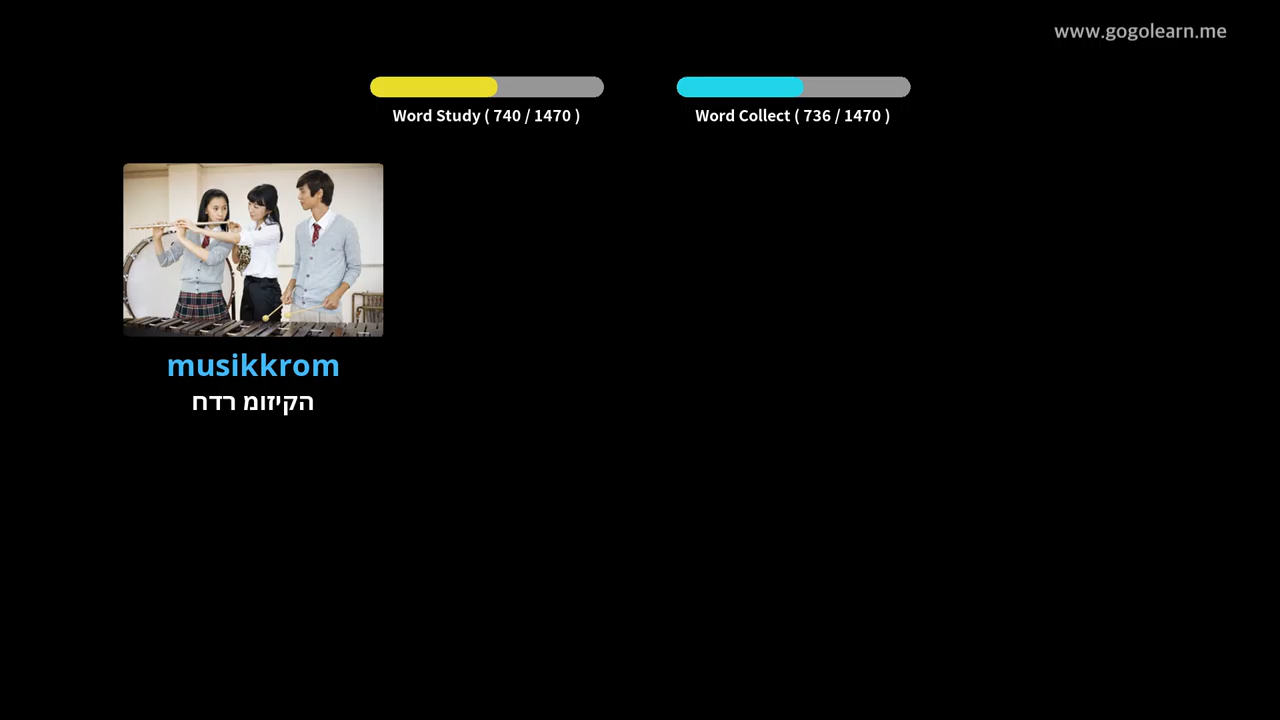 www.gogolearn.me
Word Study ( 740 / 1470 )
Word Collect ( 736 / 1470 )
musikkrom
הקיזומ רדח